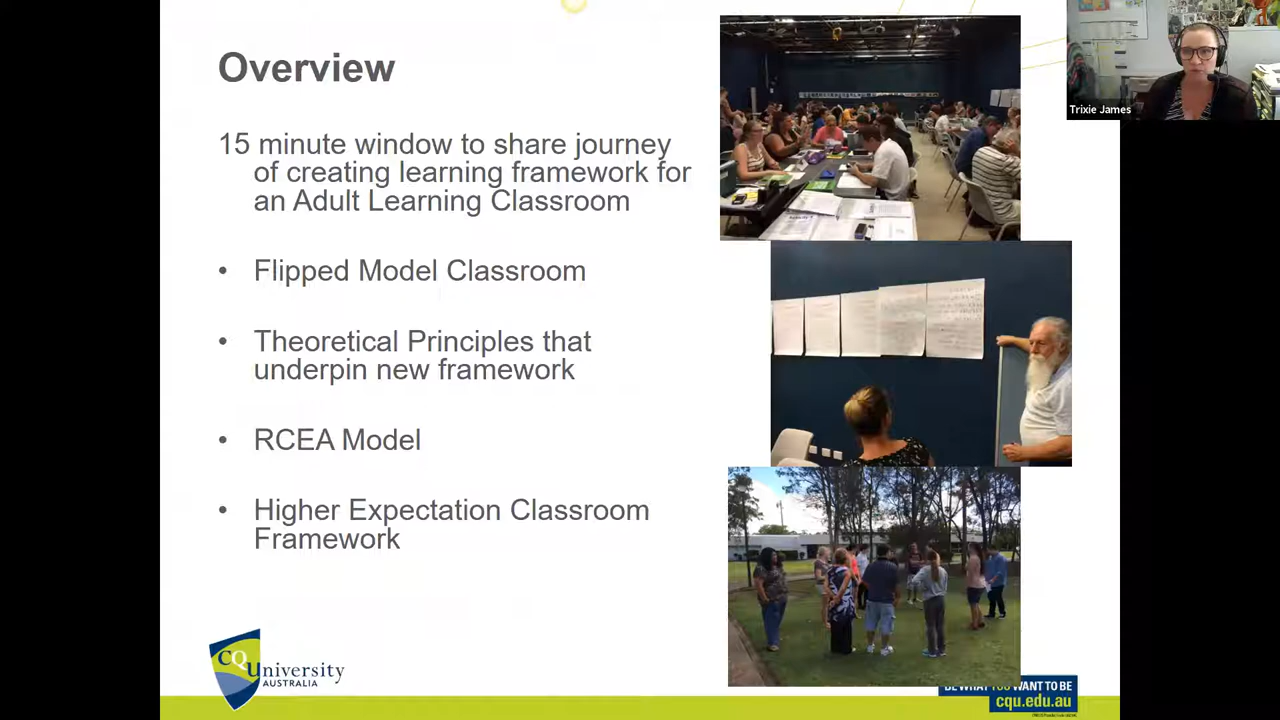 Overview
15 minute window to share journey
of creating learning framework for
an Adult Learning Classroom
• Flipped Model Classroom
• Theoretical Principles that
underpin new framework
• RCEA Model
• Higher Expectation Classroom
Framework
Trixie James
CQUniversity
AUSTRALIA
BE WHAT YOU WANT TO BE
cqu.edu.au